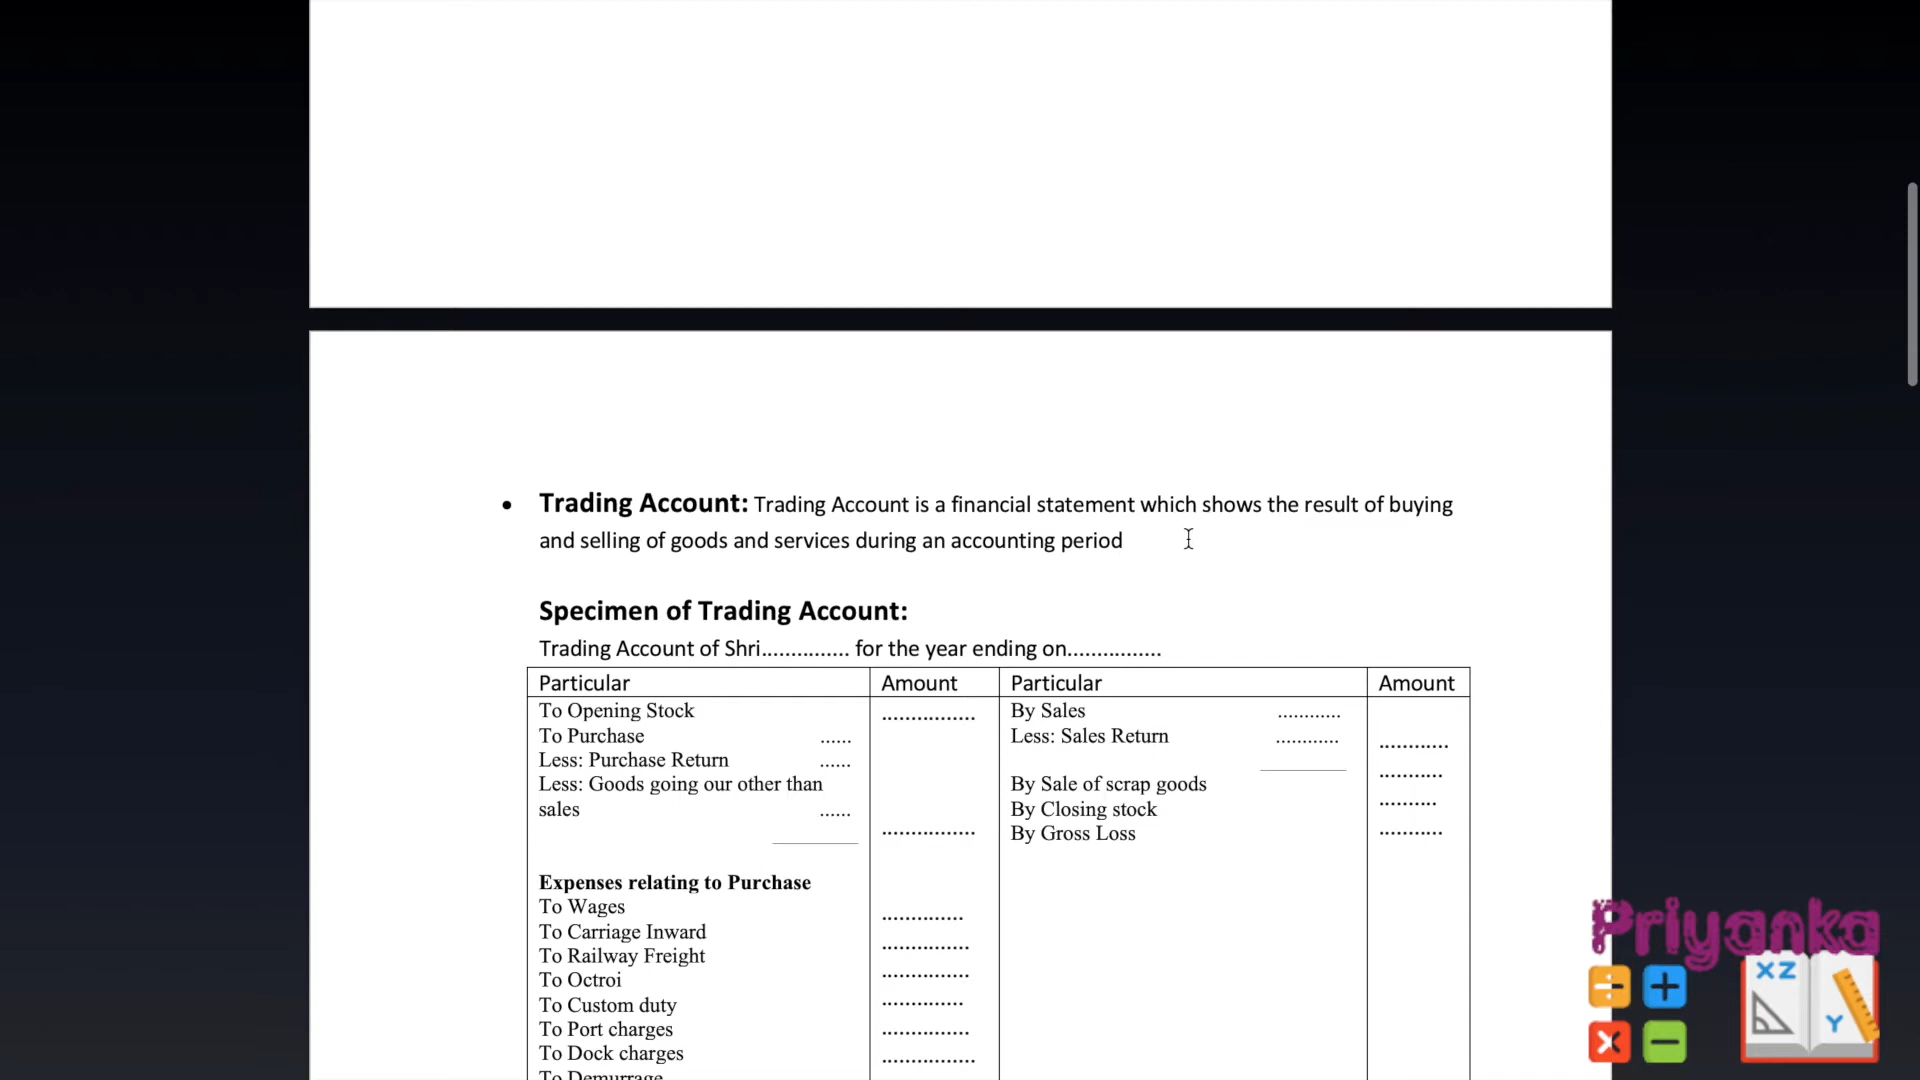 • Trading Account: Trading Account is a financial statement which shows the result of buying
and selling of goods and services during an accounting period
Specimen of Trading Account:
Trading Account of Shri............... for the year ending on................
Particular Amount Particular Amount
To Opening Stock ................ By Sales ............
To Purchase ...... Less: Sales Return ............ ............
Less: Purchase Return ...... ...........
Less: Goods going our other than By Sale of scrap goods
sales ...... By Closing stock ..........
................ By Gross Loss ...........
Expenses relating to Purchase
To Wages ..............
To Carriage Inward ...............
To Railway Freight ...............
To Octroi ..............
To Custom duty
To Port charges ...............
To Dock charges ................
To Demurrage
Priyanka
XZ
Y